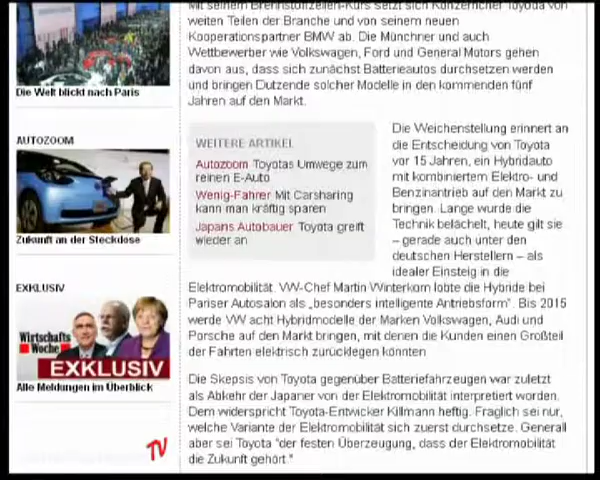 Mit seinem Brennstoffzellen-Kurs setzt sich Konzernchef Toyoda von
weiten Teilen der Branche und von seinem neuen
Kooperationspartner BMW ab. Die Münchner und auch
Wettbewerber wie Volkswagen, Ford und General Motors gehen
davon aus, dass sich zunächst Batterieautos durchsetzen werden
und bringen Dutzende solcher Modelle in den kommenden fünf
Jahren auf den Markt.
Die Welt blickt nach Paris
AUTOZOOM
Zukunft an der Steckdose
EXKLUSIV
Wirtschafts
Woche
EXKLUSIV
Alle Meldungen im Überblick
WEITERE ARTIKEL
Autozoom Toyotas Umwege zum
reinen E-Auto
Wenig-Fahrer Mit Carsharing
kann man kräftig sparen
Japans Autobauer Toyota greift
wieder an
Die Weichenstellung erinnert an
die Entscheidung von Toyota
vor 15 Jahren, ein Hybridauto
mit kombiniertem Elektro- und
Benzinantrieb auf den Markt zu
bringen. Lange wurde die
Technik belächelt, heute gilt sie
– gerade auch unter den
deutschen Herstellern – als
idealer Einstieg in die
Elektromobilität. VW-Chef Martin Winterkorn lobte die Hybride bei
Pariser Autosalon als „besonders intelligente Antriebsform". Bis 2015
werde VW acht Hybridmodelle der Marken Volkswagen, Audi und
Porsche auf den Markt bringen, mit denen die Kunden einen Großteil
der Fahrten elektrisch zurücklegen könnten
Die Skepsis von Toyota gegenüber Batteriefahrzeugen war zuletzt
als Abkehr der Japaner von der Elektromobilität interpretiert worden.
Dem widerspricht Toyota-Entwicker Killmann heftig. Fraglich sei nur,
welche Variante der Elektromobilität sich zuerst durchsetze. Generall
aber sei Toyota "der festen Überzeugung, dass der Elektromobilität
die Zukunft gehört."
TV